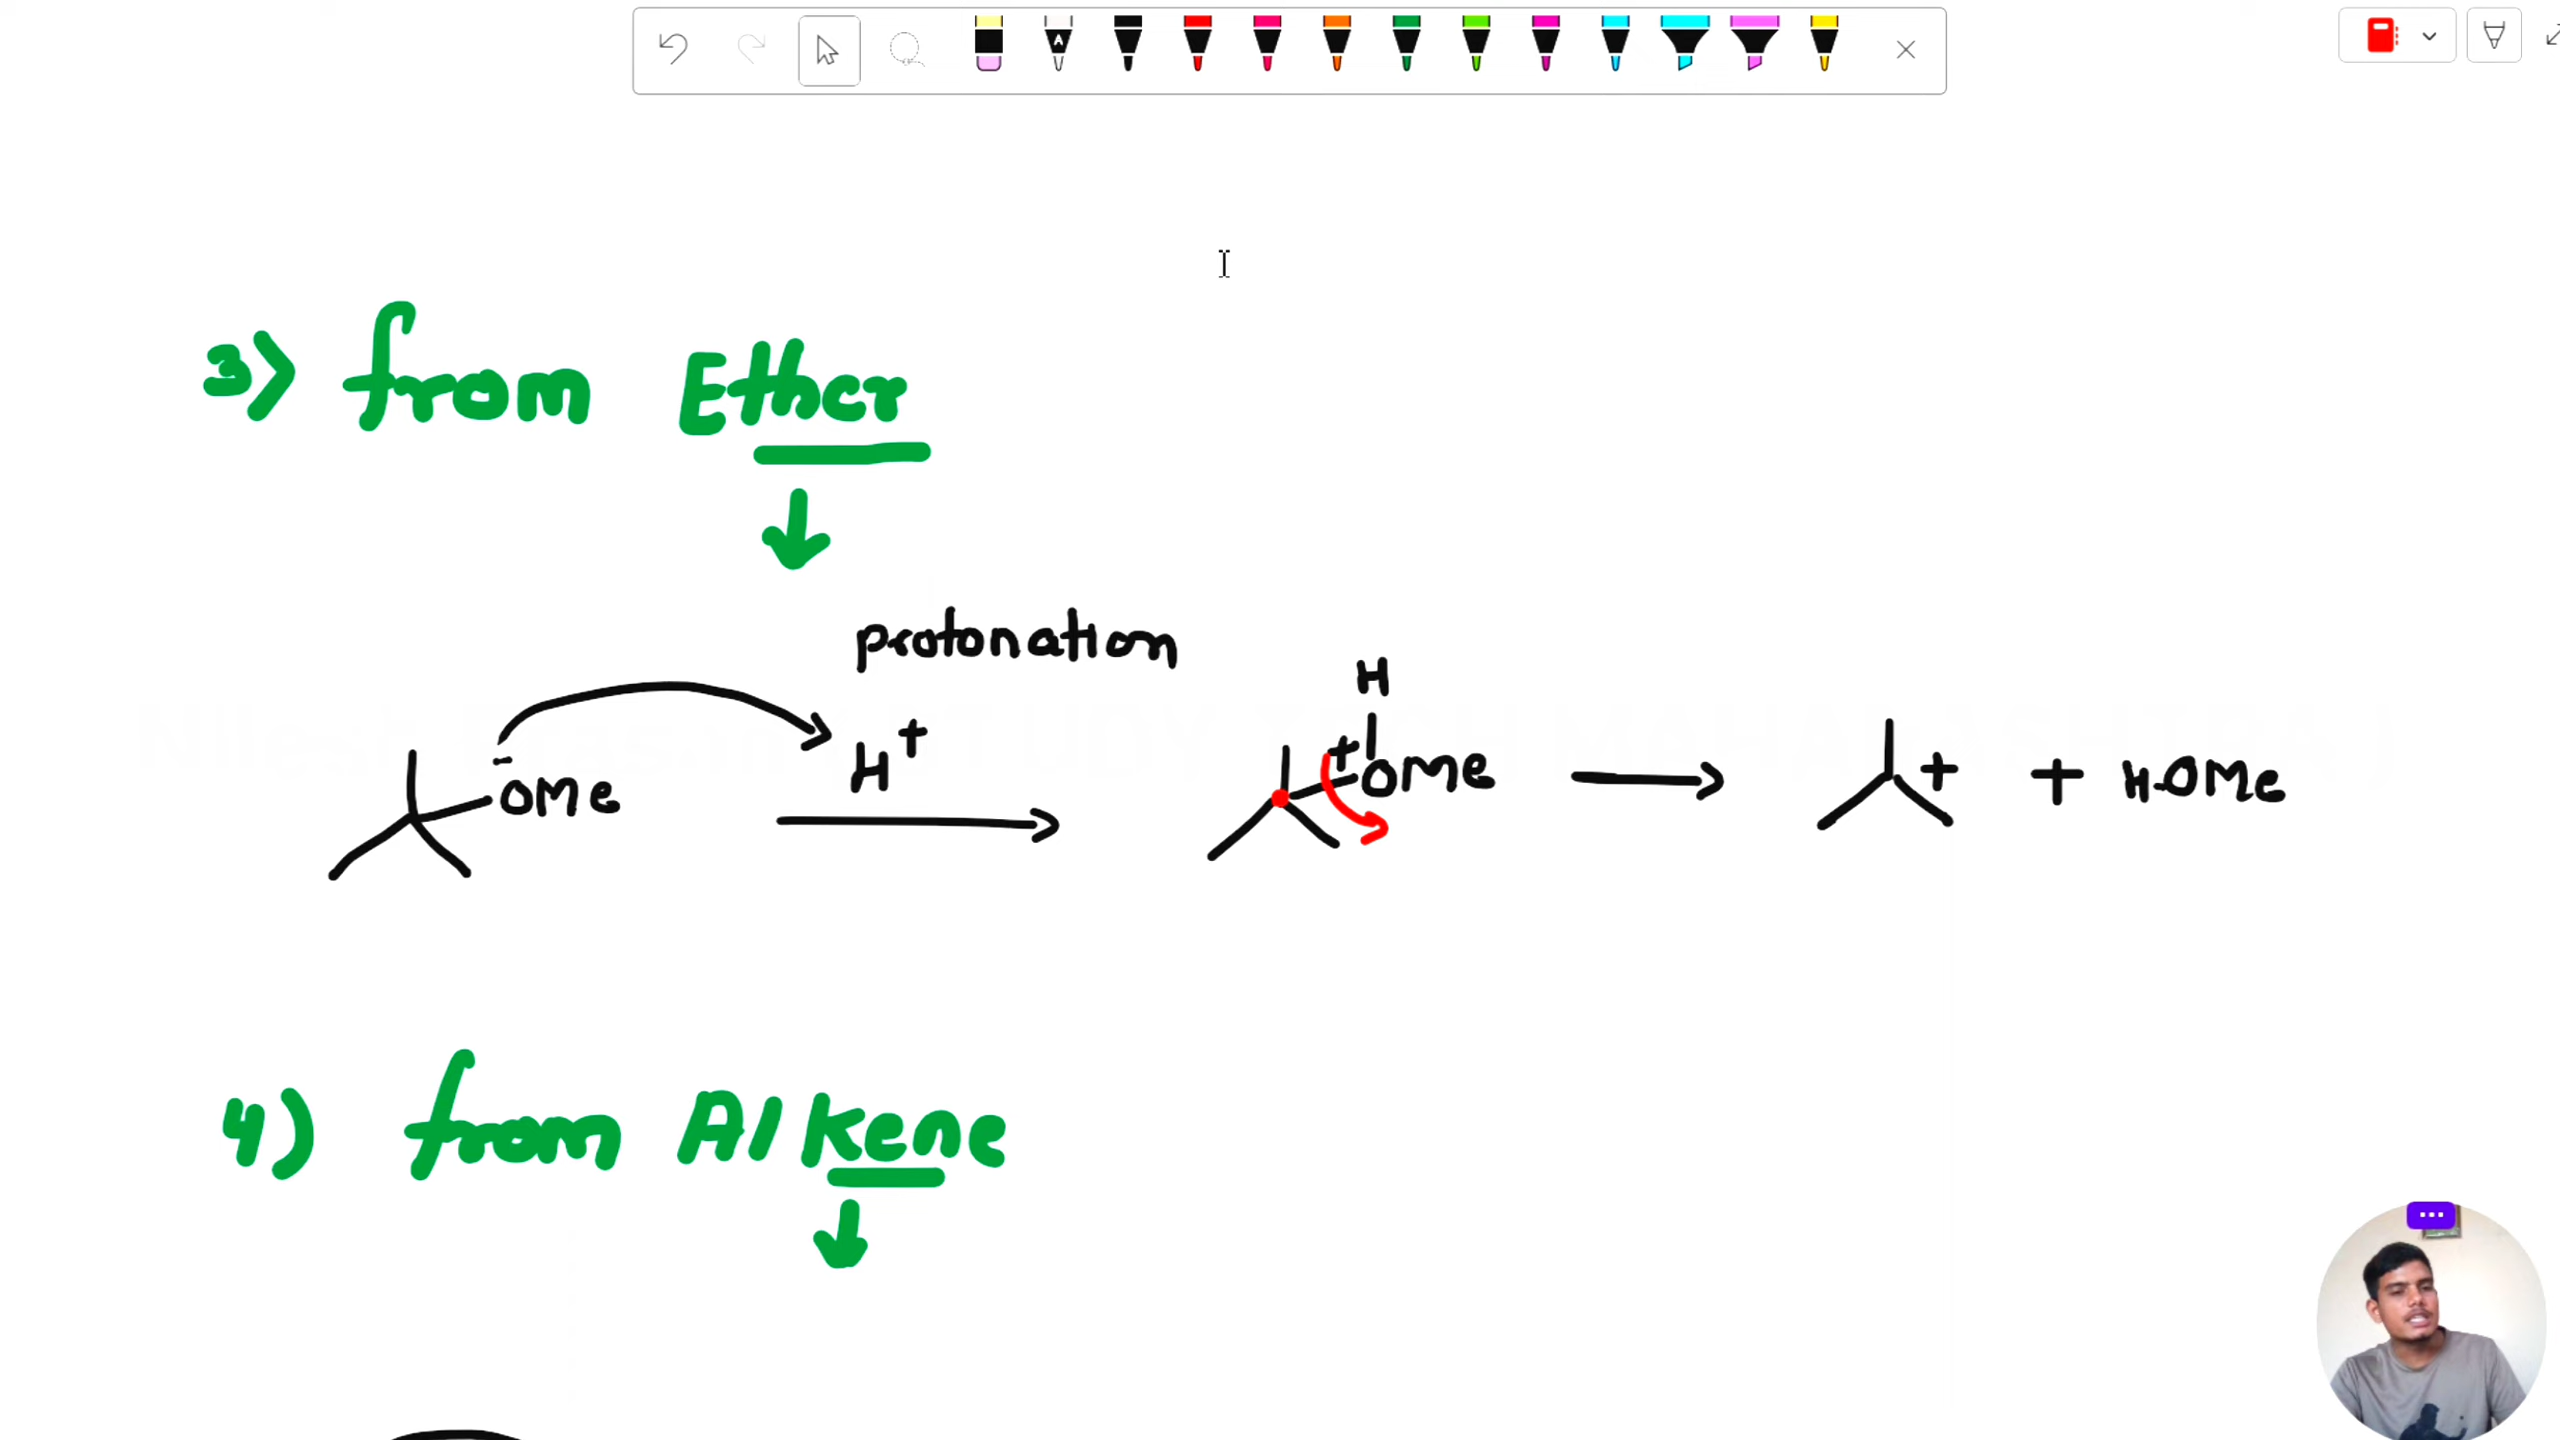 3) from Ether
protonation
H
OMe H+ + OMe + + H.OMe
4) from Alkene